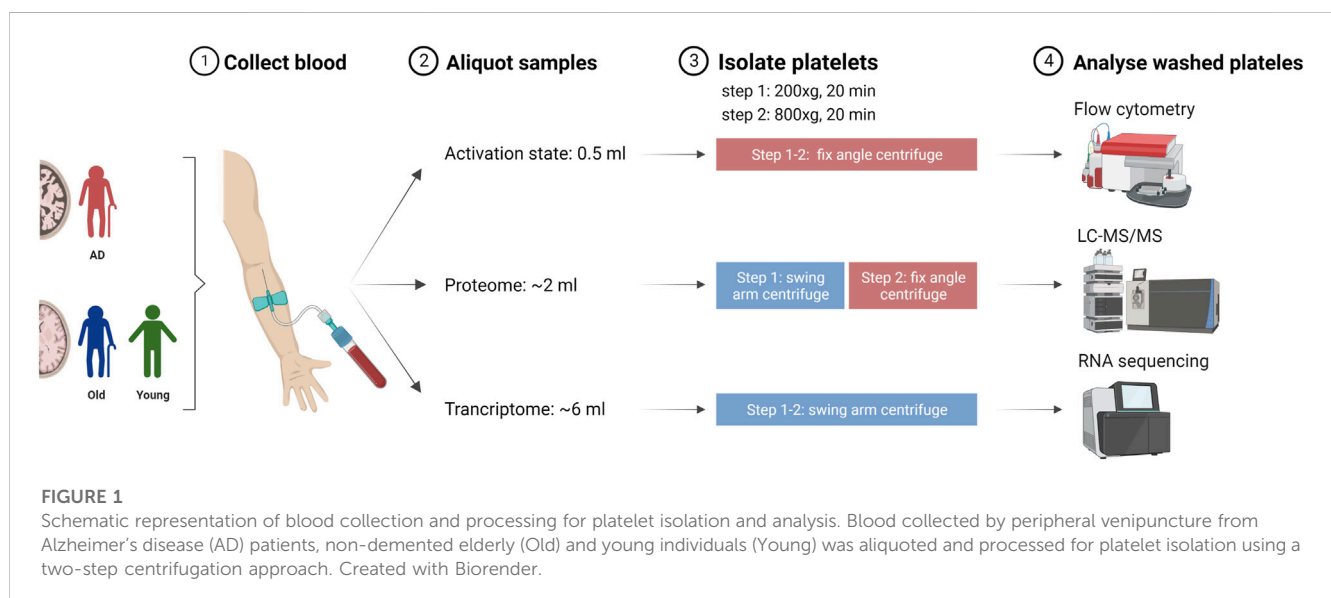 1 Collect blood
2 Aliquot samples
3 Isolate platelets
step 1: 200xg, 20 min
step 2: 800xg, 20 min
4 Analyse washed plateles
AD
Old
Young
Activation state: 0.5 ml
Step 1-2: fix angle centrifuge
Flow cytometry
Proteome: ~2 ml
Step 1: swing
arm centrifuge
Step 2: fix angle
centrifuge
LC-MS/MS
Trancriptome: ~6 ml
Step 1-2: swing arm centrifuge
RNA sequencing
FIGURE 1
Schematic representation of blood collection and processing for platelet isolation and analysis. Blood collected by peripheral venipuncture from
Alzheimer's disease (AD) patients, non-demented elderly (Old) and young individuals (Young) was aliquoted and processed for platelet isolation using a
two-step centrifugation approach. Created with Biorender.